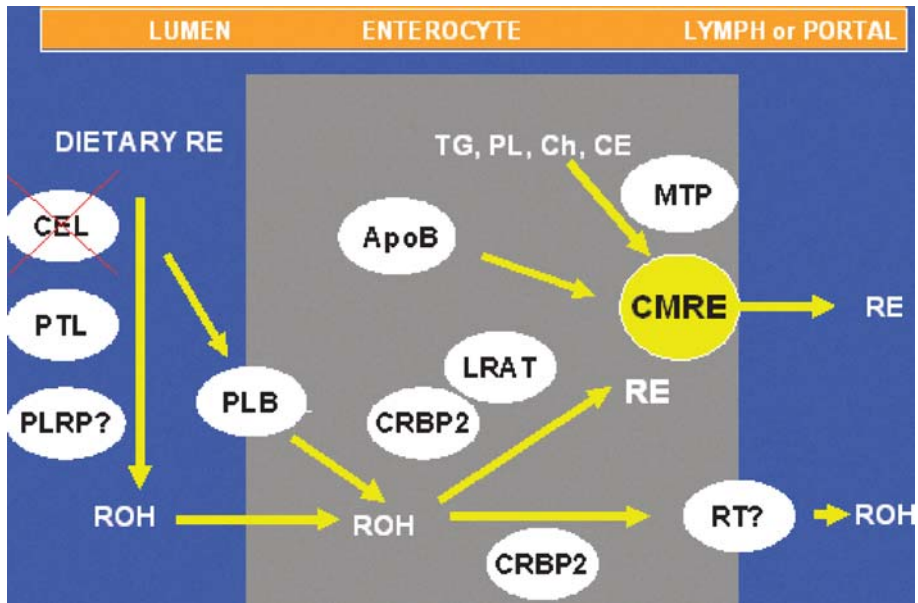 LUMEN ENTEROCYTE LYMPH or PORTAL
DIETARY RE
TG, PL, Ch, CE
CEL
MTP
ApoB
PTL
CMRE
RE
LRAT
PLB
RE
PLRP?
CRBP2
ROH
ROH
RT?
ROH
CRBP2